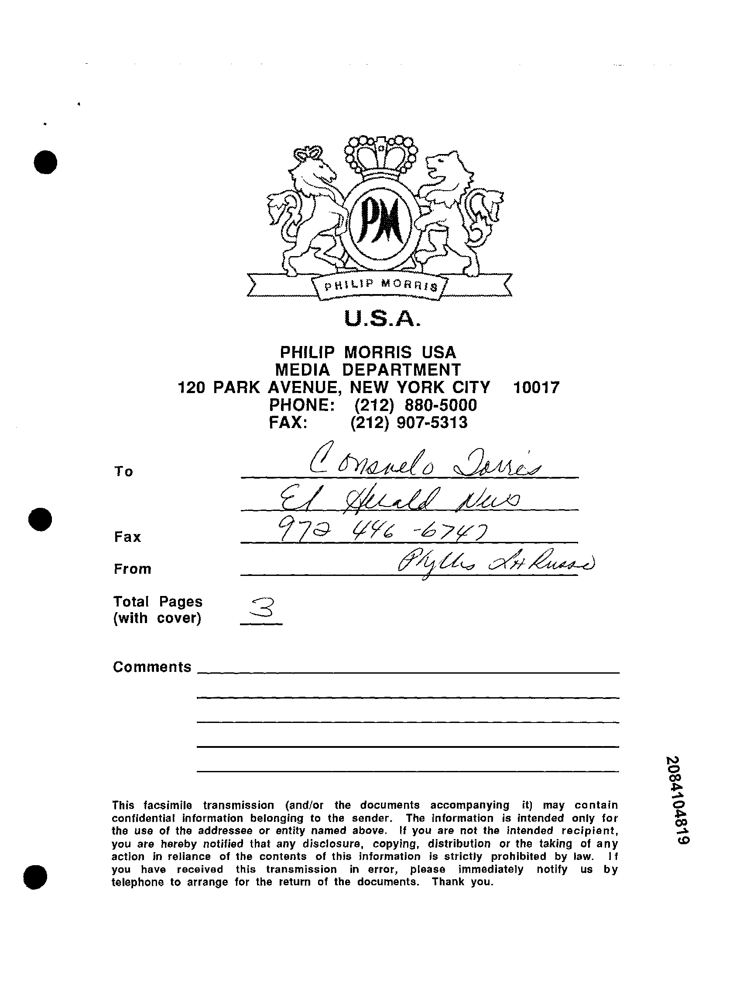 PM
PHILIP MORRIS
U.S.A.
PHILIP MORRIS USA
MEDIA DEPARTMENT
120 PARK AVENUE, NEW YORK CITY 10017
PHONE: (212) 880-5000
FAX: (212) 907-5313
To Consuelo Torres
El Herald News
Fax 972 446-6747
From Phyllis LaRusso
Total Pages
(with cover) 3
Comments
This facsimile transmission (and/or the documents accompanying it) may contain
confidential information belonging to the sender. The information is intended only for
the use of the addressee or entity named above. If you are not the intended recipient,
you are hereby notified that any disclosure, copying, distribution or the taking of any
action in reliance of the contents of this information is strictly prohibited by law. If
you have received this transmission in error, please immediately notify us by
telephone to arrange for the return of the documents. Thank you.
2084104819